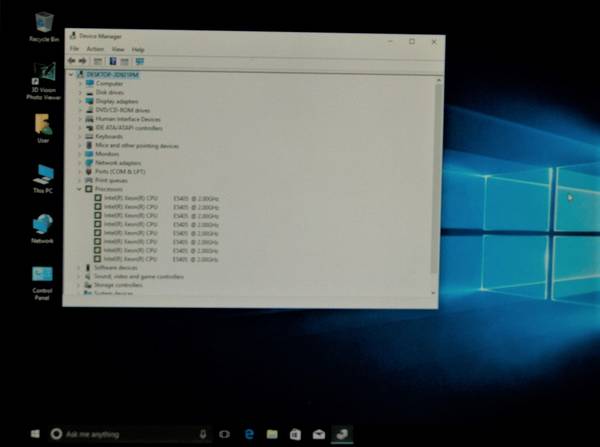 Recycle Bin
3D Vision
Photo Viewer
User
This PC
Network
Control
Panel
Device Manager
File Action View Help
Computer
Disk drives
Display adapters
DVD/CD-ROM drives
Human Interface Devices
IDE ATA/ATAPI controllers
Keyboards
Mice and other pointing devices
Monitors
Network adapters
Ports (COM & LPT)
Print queues
Processors
Intel(R) Xeon(R) CPU E5405 @ 2.00GHz
Intel(R) Xeon(R) CPU E5405 @ 2.00GHz
Intel(R) Xeon(R) CPU E5405 @ 2.00GHz
Intel(R) Xeon(R) CPU E5405 @ 2.00GHz
Intel(R) Xeon(R) CPU E5405 @ 2.00GHz
Intel(R) Xeon(R) CPU E5405 @ 2.00GHz
Intel(R) Xeon(R) CPU E5405 @ 2.00GHz
Intel(R) Xeon(R) CPU E5405 @ 2.00GHz
Software devices
Sound, video and game controllers
Storage controllers
System devices
Ask me anything